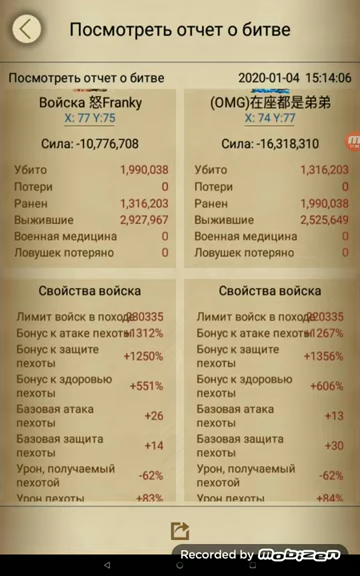 Посмотреть отчет о битве
Посмотреть отчет о битве 2020-01-04 15:14:06
Войска 怒Franky
X: 77 Y:75
Сила: -10,776,708
Убито 1,990,038
Потери 0
Ранен 1,316,203
Выжившие 2,927,967
Военная медицина 0
Ловушек потеряно 0
(OMG)在座都是弟弟
X: 74 Y:77
Сила: -16,318,310
Убито 1,316,203
Потери 0
Ранен 1,990,038
Выжившие 2,525,649
Военная медицина 0
Ловушек потеряно 0
Свойства войска
Лимит войск в походе
Бонус к атаке пехоты 1312%
Бонус к защите
пехоты +1250%
Бонус к здоровью
пехоты +551%
Базовая атака
пехоты +26
Базовая защита
пехоты +14
Урон, получаемый
пехотой -62%
Урон пехоты +83%
Свойства войска
Лимит войск в походе
Бонус к атаке пехоты 1267%
Бонус к защите
пехоты +1356%
Бонус к здоровью
пехоты +606%
Базовая атака
пехоты +13
Базовая защита
пехоты +30
Урон, получаемый
пехотой -62%
Урон пехоты +84%
Recorded by mobizen